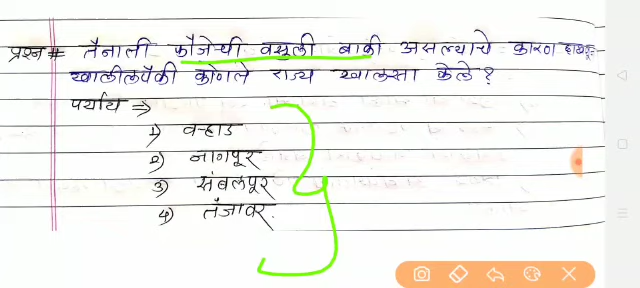 प्रश्न # तैनाती फौजेची वसुली बाकी असल्याचे कारण दाखवून
खालीलपैकी कोणते राज्य खालसा केले?
पर्याय ⇒
1) वऱ्हाड
2) नागपूर
3) संबलपूर
4) तंजावर.